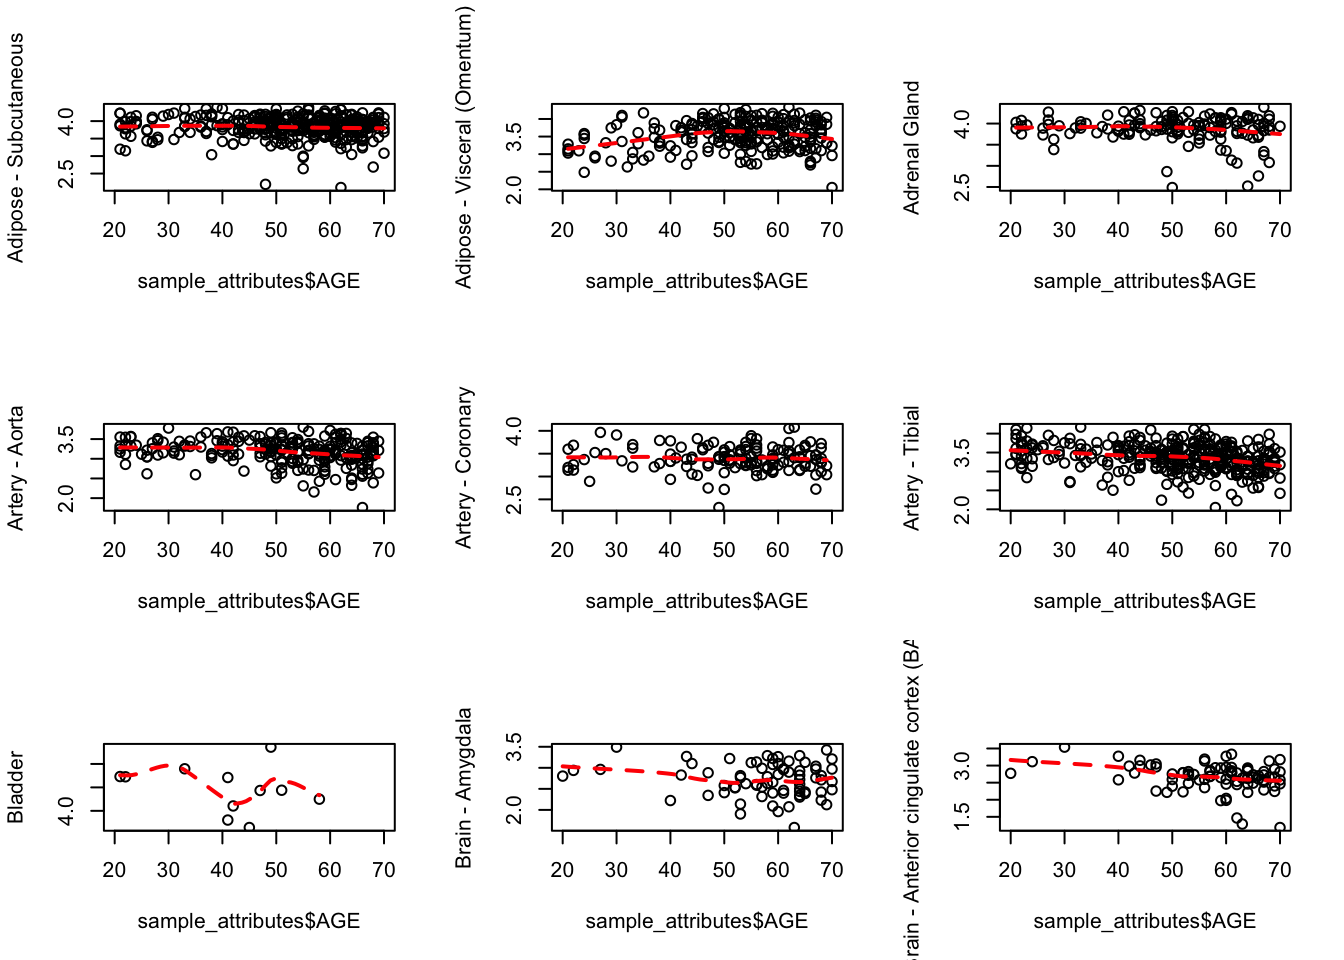 Adipose - Subcutaneous
4.0
2.5
20 30 40 50 60 70
sample_attributes$AGE
Adipose - Visceral (Omentum)
3.5
2.0
20 30 40 50 60 70
sample_attributes$AGE
Adrenal Gland
4.0
2.5
20 30 40 50 60 70
sample_attributes$AGE
Artery - Aorta
3.5
2.0
20 30 40 50 60 70
sample_attributes$AGE
Artery - Coronary
4.0
2.5
20 30 40 50 60 70
sample_attributes$AGE
Artery - Tibial
3.5
2.0
20 30 40 50 60 70
sample_attributes$AGE
Bladder
4.0
20 30 40 50 60 70
sample_attributes$AGE
Brain - Amygdala
3.5
2.0
20 30 40 50 60 70
sample_attributes$AGE
rain - Anterior cingulate cortex (BA
3.0
1.5
20 30 40 50 60 70
sample_attributes$AGE